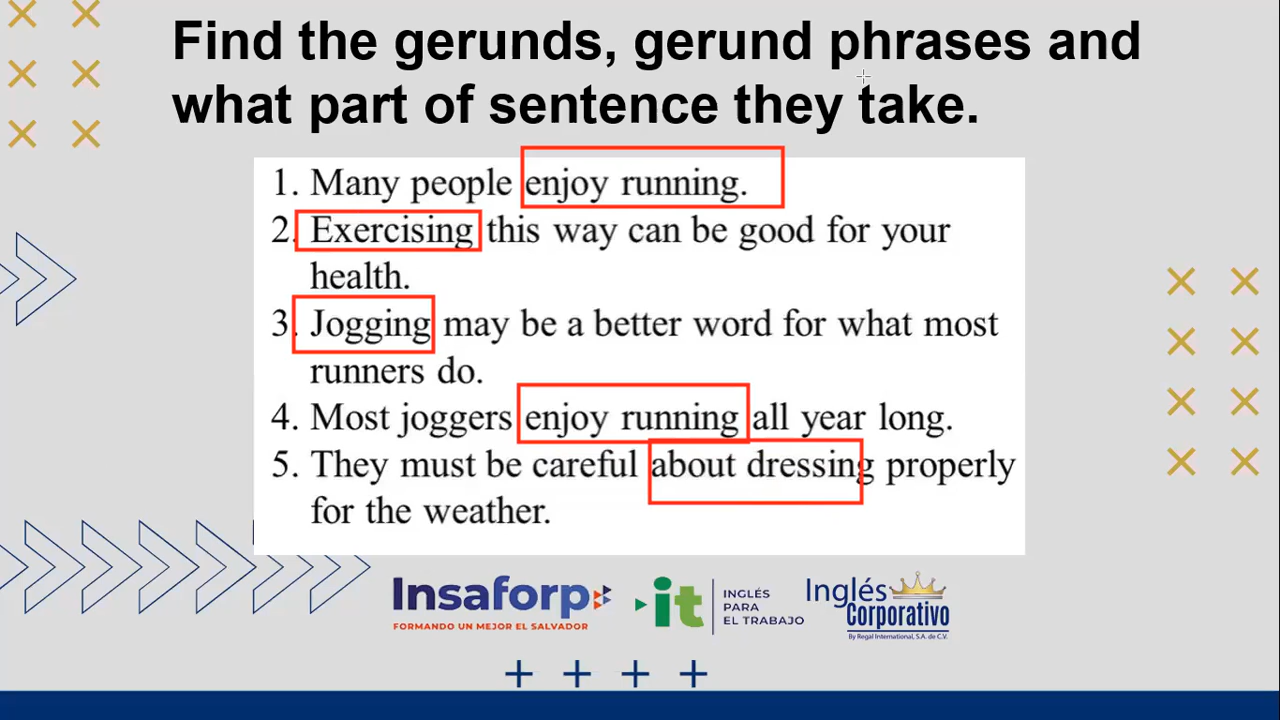 Find the gerunds, gerund phrases and
what part of sentence they take.
1. Many people enjoy running.
2. Exercising this way can be good for your
health.
3. Jogging may be a better word for what most
runners do.
4. Most joggers enjoy running all year long.
5. They must be careful about dressing properly
for the weather.
Insaforp
FORMANDO UN MEJOR EL SALVADOR
it
INGLÉS
PARA
EL TRABAJO
Inglés
Corporativo
By Regal International, S.A. de C.V.